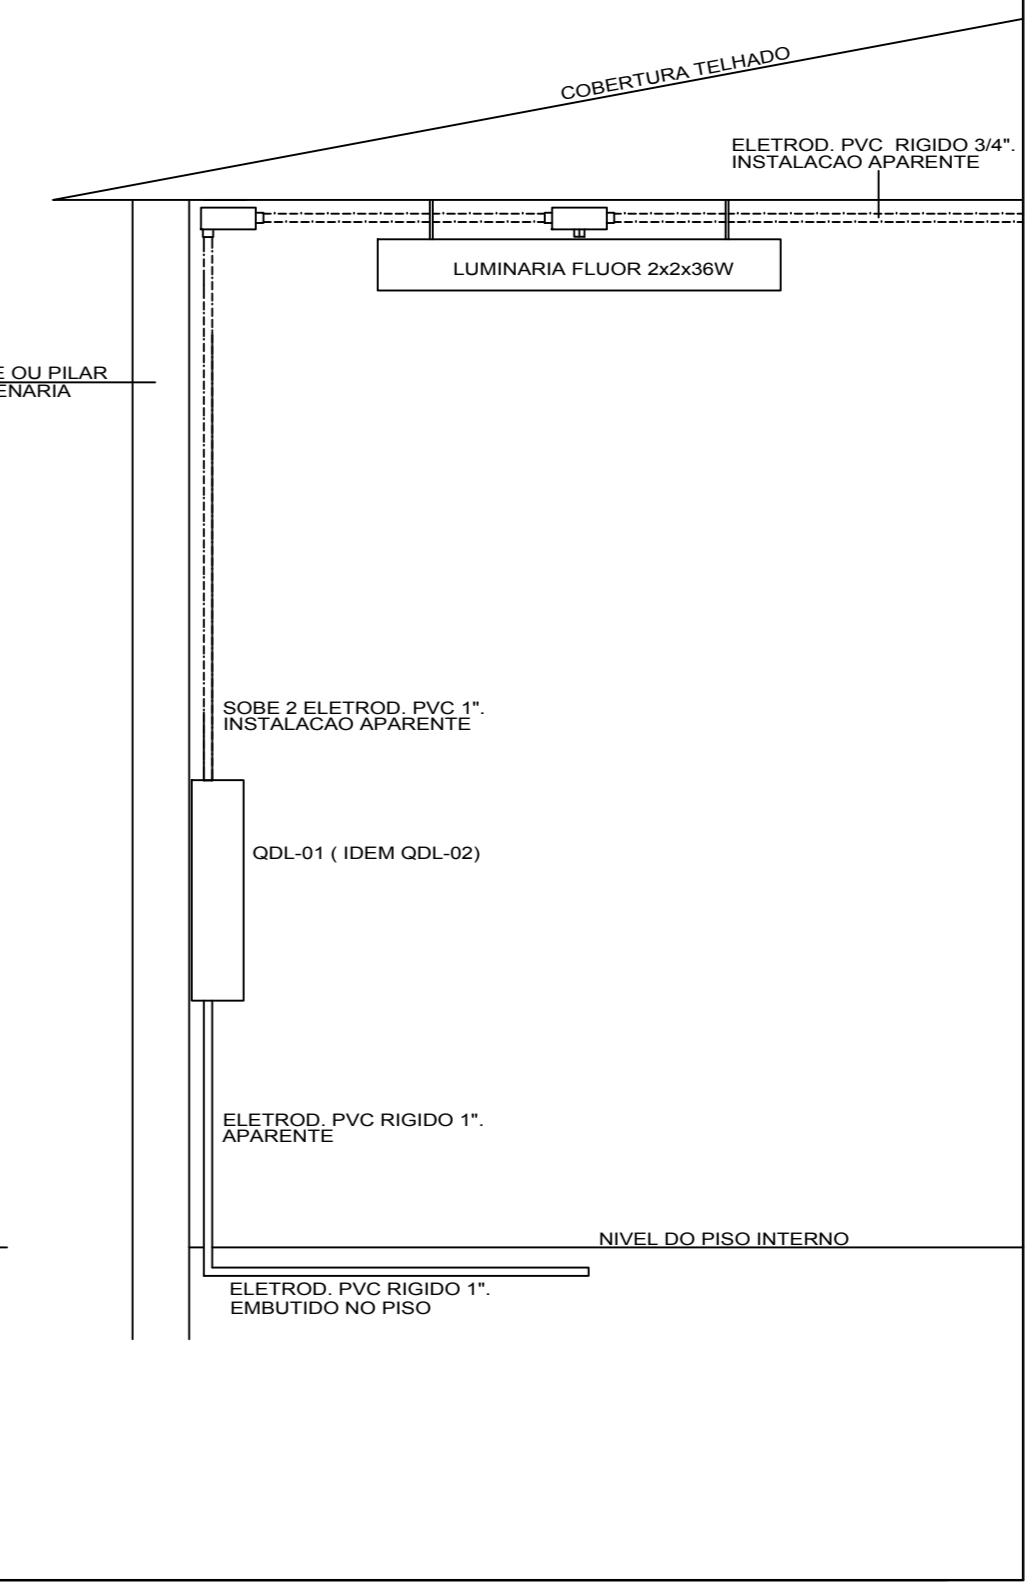 COBERTURA TELHADO
ELETROD. PVC RIGIDO 3/4".
INSTALACAO APARENTE
LUMINARIA FLUOR 2x2x36W
OU PILAR
SOBE 2 ELETROD. PVC 1".
INSTALACAO APARENTE
QDL-01 ( IDEM QDL-02)
ELETROD. PVC RIGIDO 1".
APARENTE
NIVEL DO PISO INTERNO
ELETROD. PVC RIGIDO 1".
EMBUTIDO NO PISO